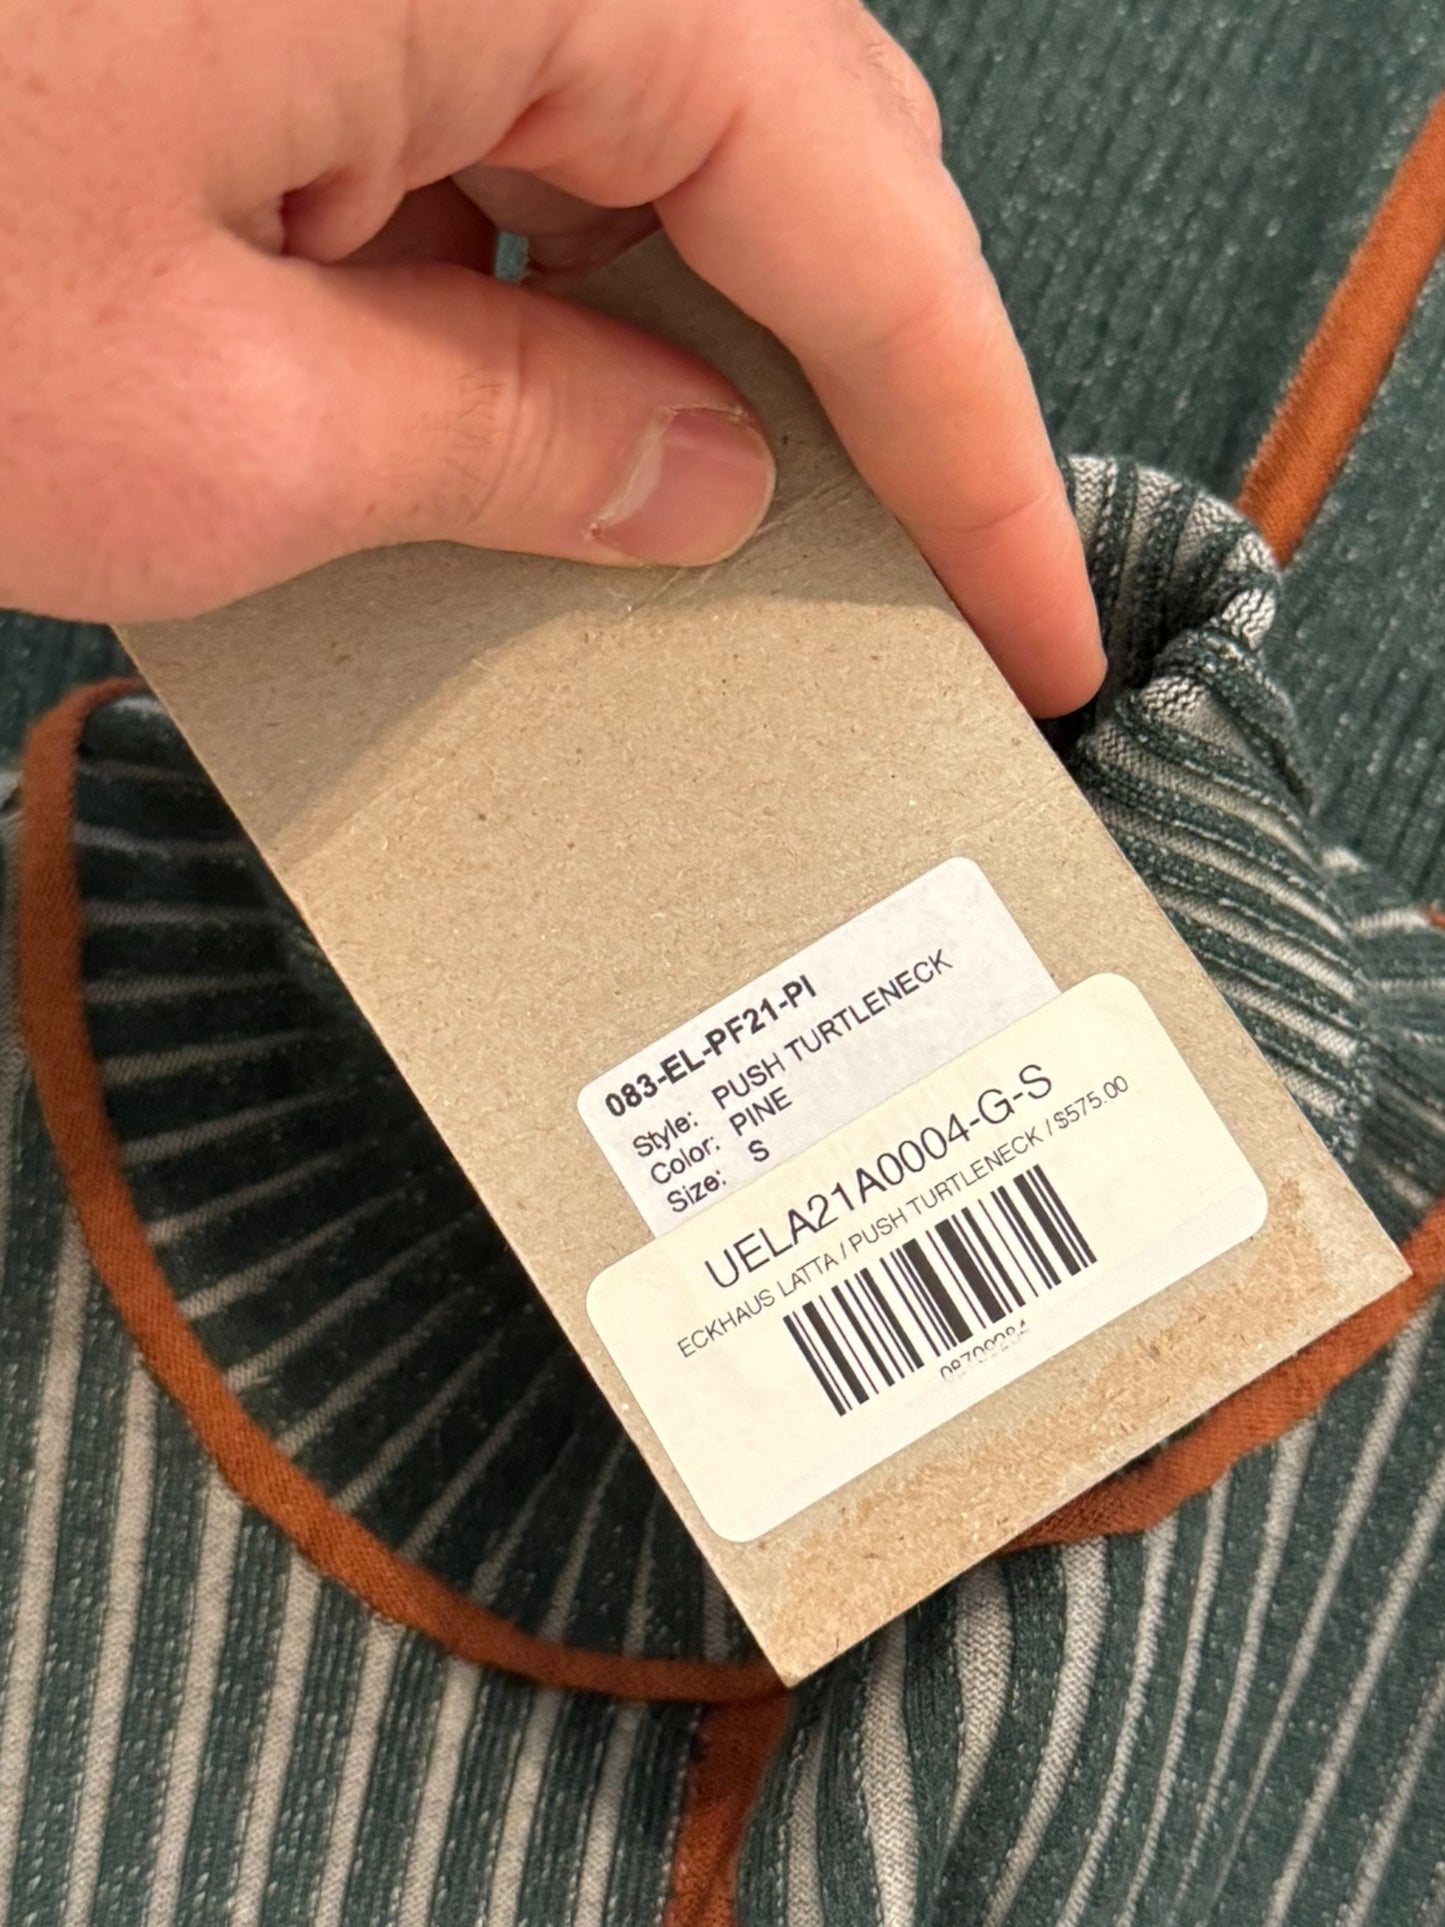 083-EL-PF21-PI
Style: PUSH TURTLENECK
Color: PINE
Size: S
UELA21A0004-G-S
ECKHAUS LATTA / PUSH TURTLENECK / $575.00